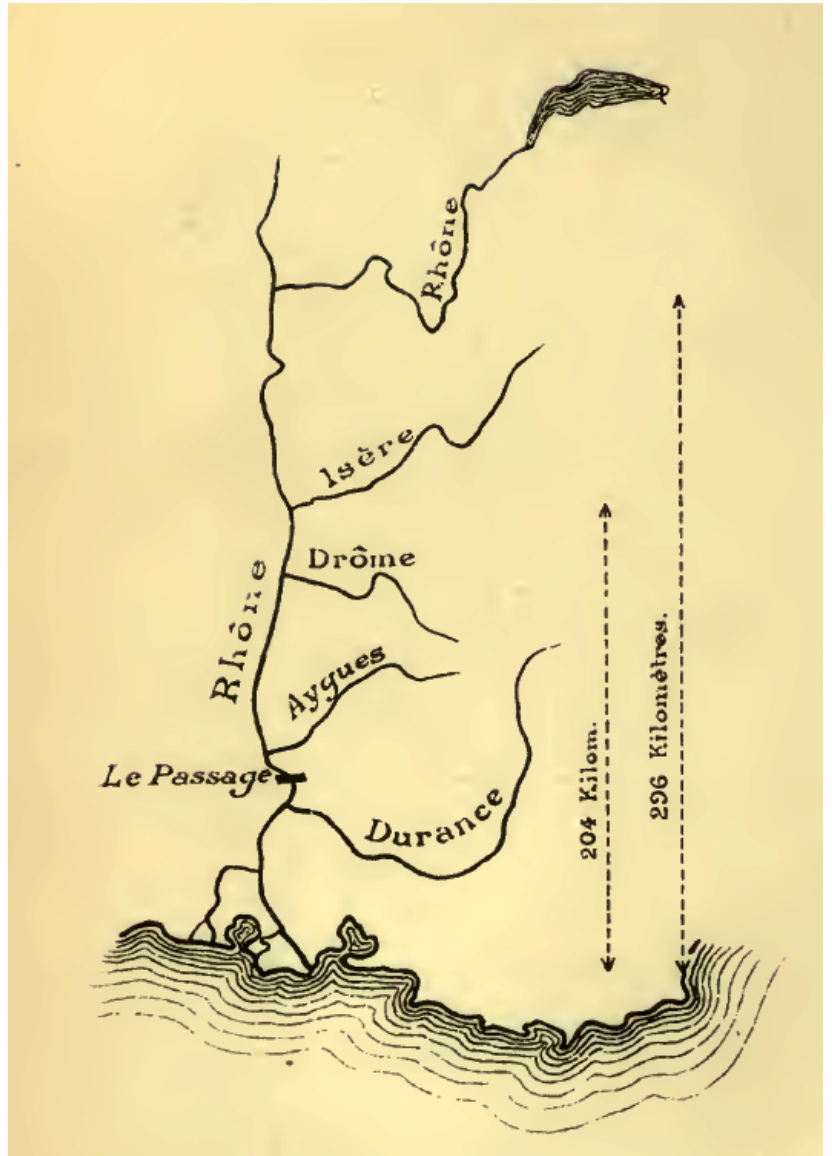 Rhône
Isère
Drôme
Rhône
Aygues
Le Passage
Durance
204 Kilom.
296 Kilomètres.